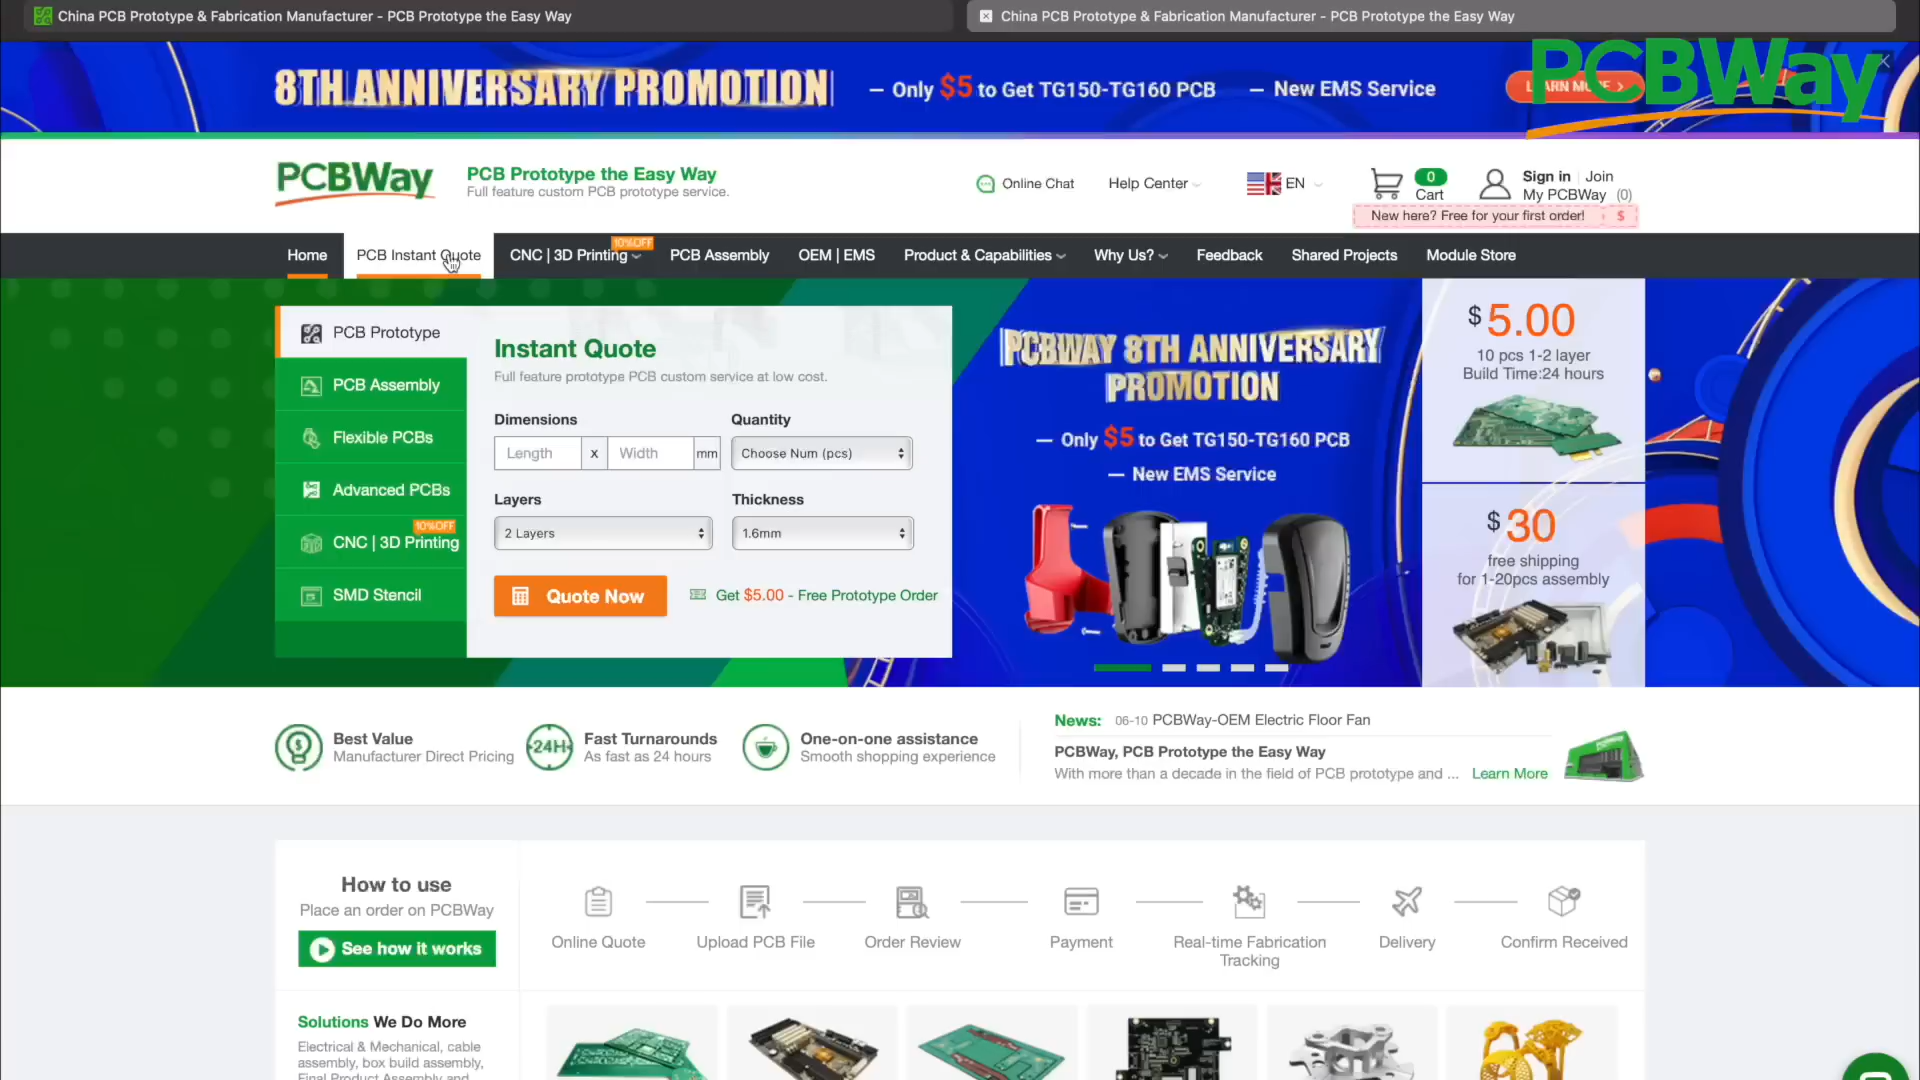 China PCB Prototype & Fabrication Manufacturer - PCB Prototype the Easy Way
China PCB Prototype & Fabrication Manufacturer - PCB Prototype the Easy Way
8TH ANNIVERSARY PROMOTION
— Only $5 to Get TG150-TG160 PCB
— New EMS Service
LEARN MORE >
PCBWay
PCBWay
PCB Prototype the Easy Way
Full feature custom PCB prototype service.
Online Chat
Help Center
EN
0
Cart
Sign in
Join
My PCBWay (0)
New here? Free for your first order! $
Home
PCB Instant Quote
CNC | 3D Printing
10%OFF
PCB Assembly
OEM | EMS
Product & Capabilities
Why Us?
Feedback
Shared Projects
Module Store
PCB Prototype
PCB Assembly
Flexible PCBs
Advanced PCBs
10%OFF
CNC | 3D Printing
SMD Stencil
Instant Quote
Full feature prototype PCB custom service at low cost.
Dimensions
Quantity
Length x Width mm
Choose Num (pcs)
Layers
Thickness
2 Layers
1.6mm
Quote Now
Get $5.00 - Free Prototype Order
PCBWAY 8TH ANNIVERSARY
PROMOTION
— Only $5 to Get TG150-TG160 PCB
— New EMS Service
$ 5.00
10 pcs 1-2 layer
Build Time:24 hours
$ 30
free shipping
for 1-20pcs assembly
Best Value
Manufacturer Direct Pricing
24H
Fast Turnarounds
As fast as 24 hours
One-on-one assistance
Smooth shopping experience
News: 06-10 PCBWay-OEM Electric Floor Fan
PCBWay, PCB Prototype the Easy Way
With more than a decade in the field of PCB prototype and ... Learn More
How to use
Place an order on PCBWay
See how it works
Online Quote
Upload PCB File
Order Review
Payment
Real-time Fabrication
Tracking
Delivery
Confirm Received
Solutions We Do More
Electrical & Mechanical, cable
assembly, box build assembly,
Final Product Assembly and